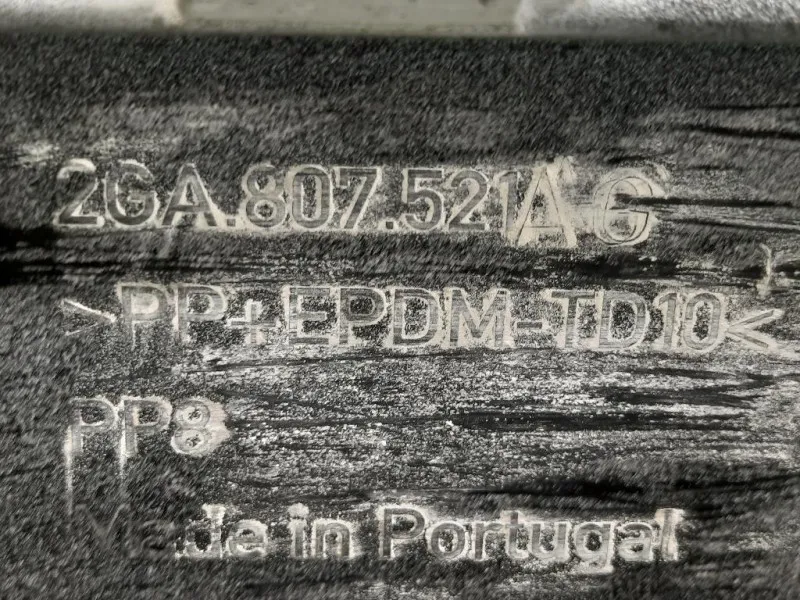 2GA.807.521A-G
>PP+EPDM-TD10<
PP8
Made in Portugal